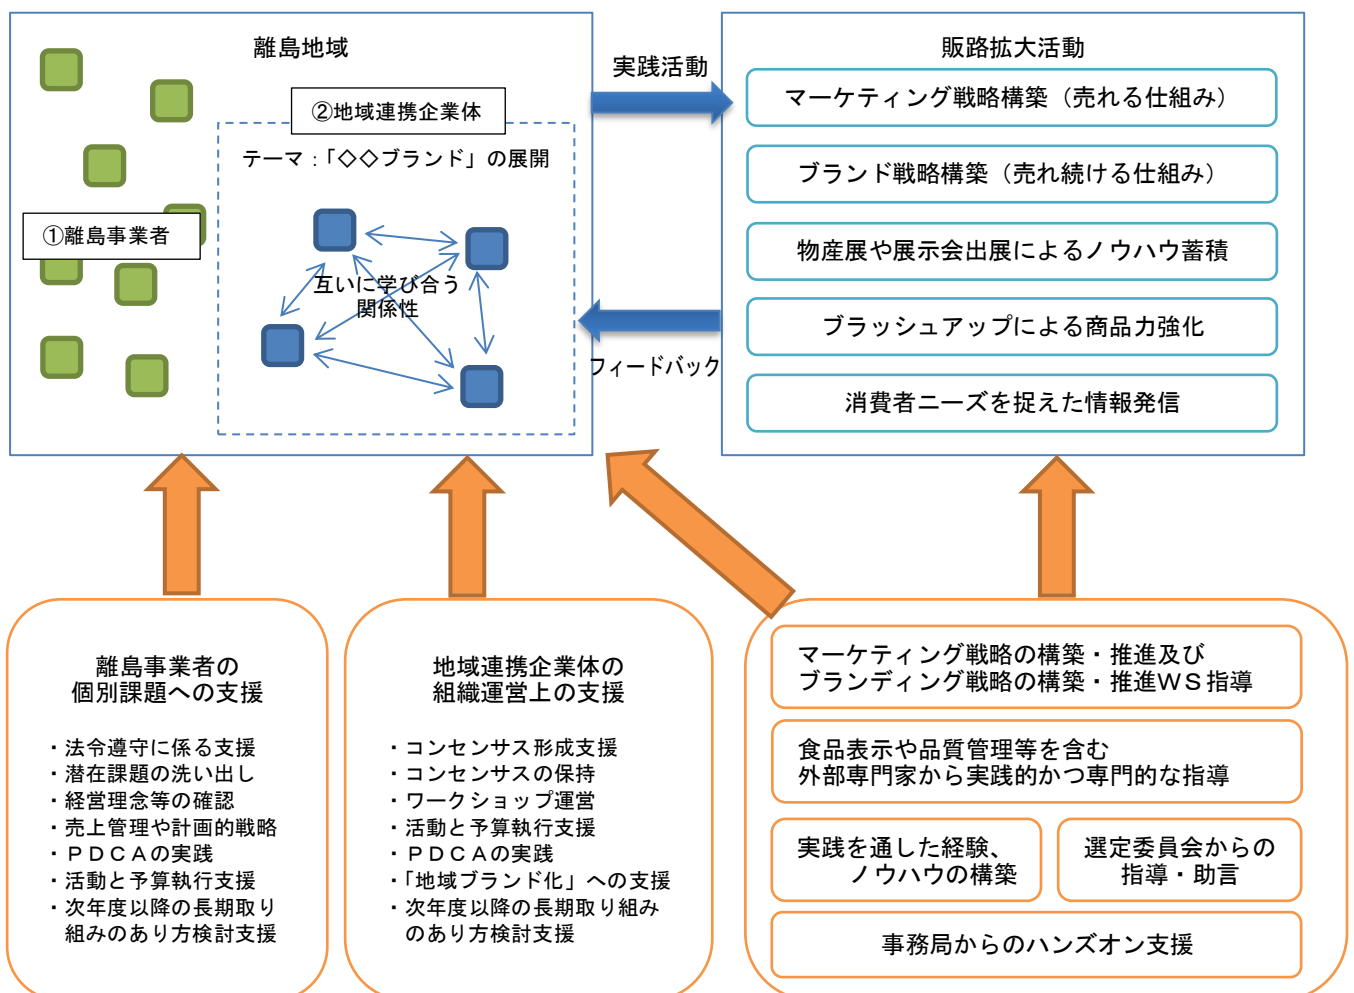 離島地域
②地域連携企業体
テーマ：「◇◇ブランド」の展開
①離島事業者
互いに学び合う
関係性
実践活動
フィードバック
販路拡大活動
マーケティング戦略構築（売れる仕組み）
ブランド戦略構築（売れ続ける仕組み）
物産展や展示会出展によるノウハウ蓄積
ブラッシュアップによる商品力強化
消費者ニーズを捉えた情報発信
離島事業者の
個別課題への支援
・法令遵守に係る支援
・潜在課題の洗い出し
・経営理念等の確認
・売上管理や計画的戦略
・ＰＤＣＡの実践
・活動と予算執行支援
・次年度以降の長期取り
組みのあり方検討支援
地域連携企業体の
組織運営上の支援
・コンセンサス形成支援
・コンセンサスの保持
・ワークショップ運営
・活動と予算執行支援
・ＰＤＣＡの実践
・「地域ブランド化」への支援
・次年度以降の長期取り組み
のあり方検討支援
マーケティング戦略の構築・推進及び
ブランディング戦略の構築・推進ＷＳ指導
食品表示や品質管理等を含む
外部専門家から実践的かつ専門的な指導
実践を通した経験、
ノウハウの構築
選定委員会からの
指導・助言
事務局からのハンズオン支援